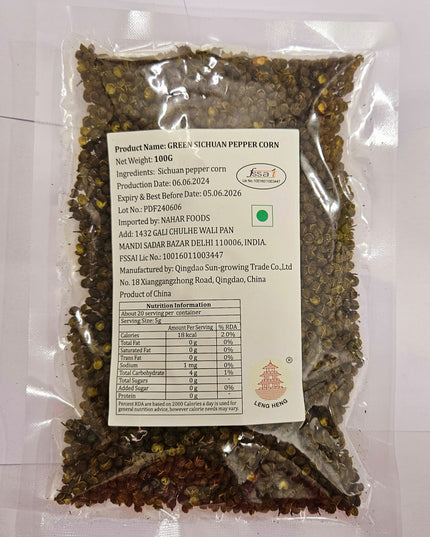 Product Name: GREEN SICHUAN PEPPER CORN
Net Weight: 100G
Ingredients: Sichuan pepper corn
Production Date: 06.06.2024
Expiry & Best Before Date: 05.06.2026
Lot No.: PDF240606
fssai
Lic No. 10016011003447
Imported by: NAHAR FOODS
Add: 1432 GALI CHULHE WALI PAN
MANDI SADAR BAZAR DELHI 110006, INDIA.
FSSAI Lic No.: 10016011003447
Manufactured by: Qingdao Sun-growing Trade Co.,Ltd
No. 18 Xianggangzhong Road, Qingdao, China
Product of China
Nutrition Information
About 20 serving per container
Serving Size: 5g
Amount Per Serving % RDA
Calories 18 kcal 2.0%
Total Fat 0 g 0%
Saturated Fat 0 g 0%
Trans Fat 0 g 0%
Sodium 1 mg 0%
Total Carbohydrate 4 g 1%
Total Sugars 0 g -
Added Sugar 0 g 0%
Protein 0 g -
Percent RDA are based on 2000 Calories a day is used for
general nutrition advice, however calorie needs may vary.
®
LENG HENG